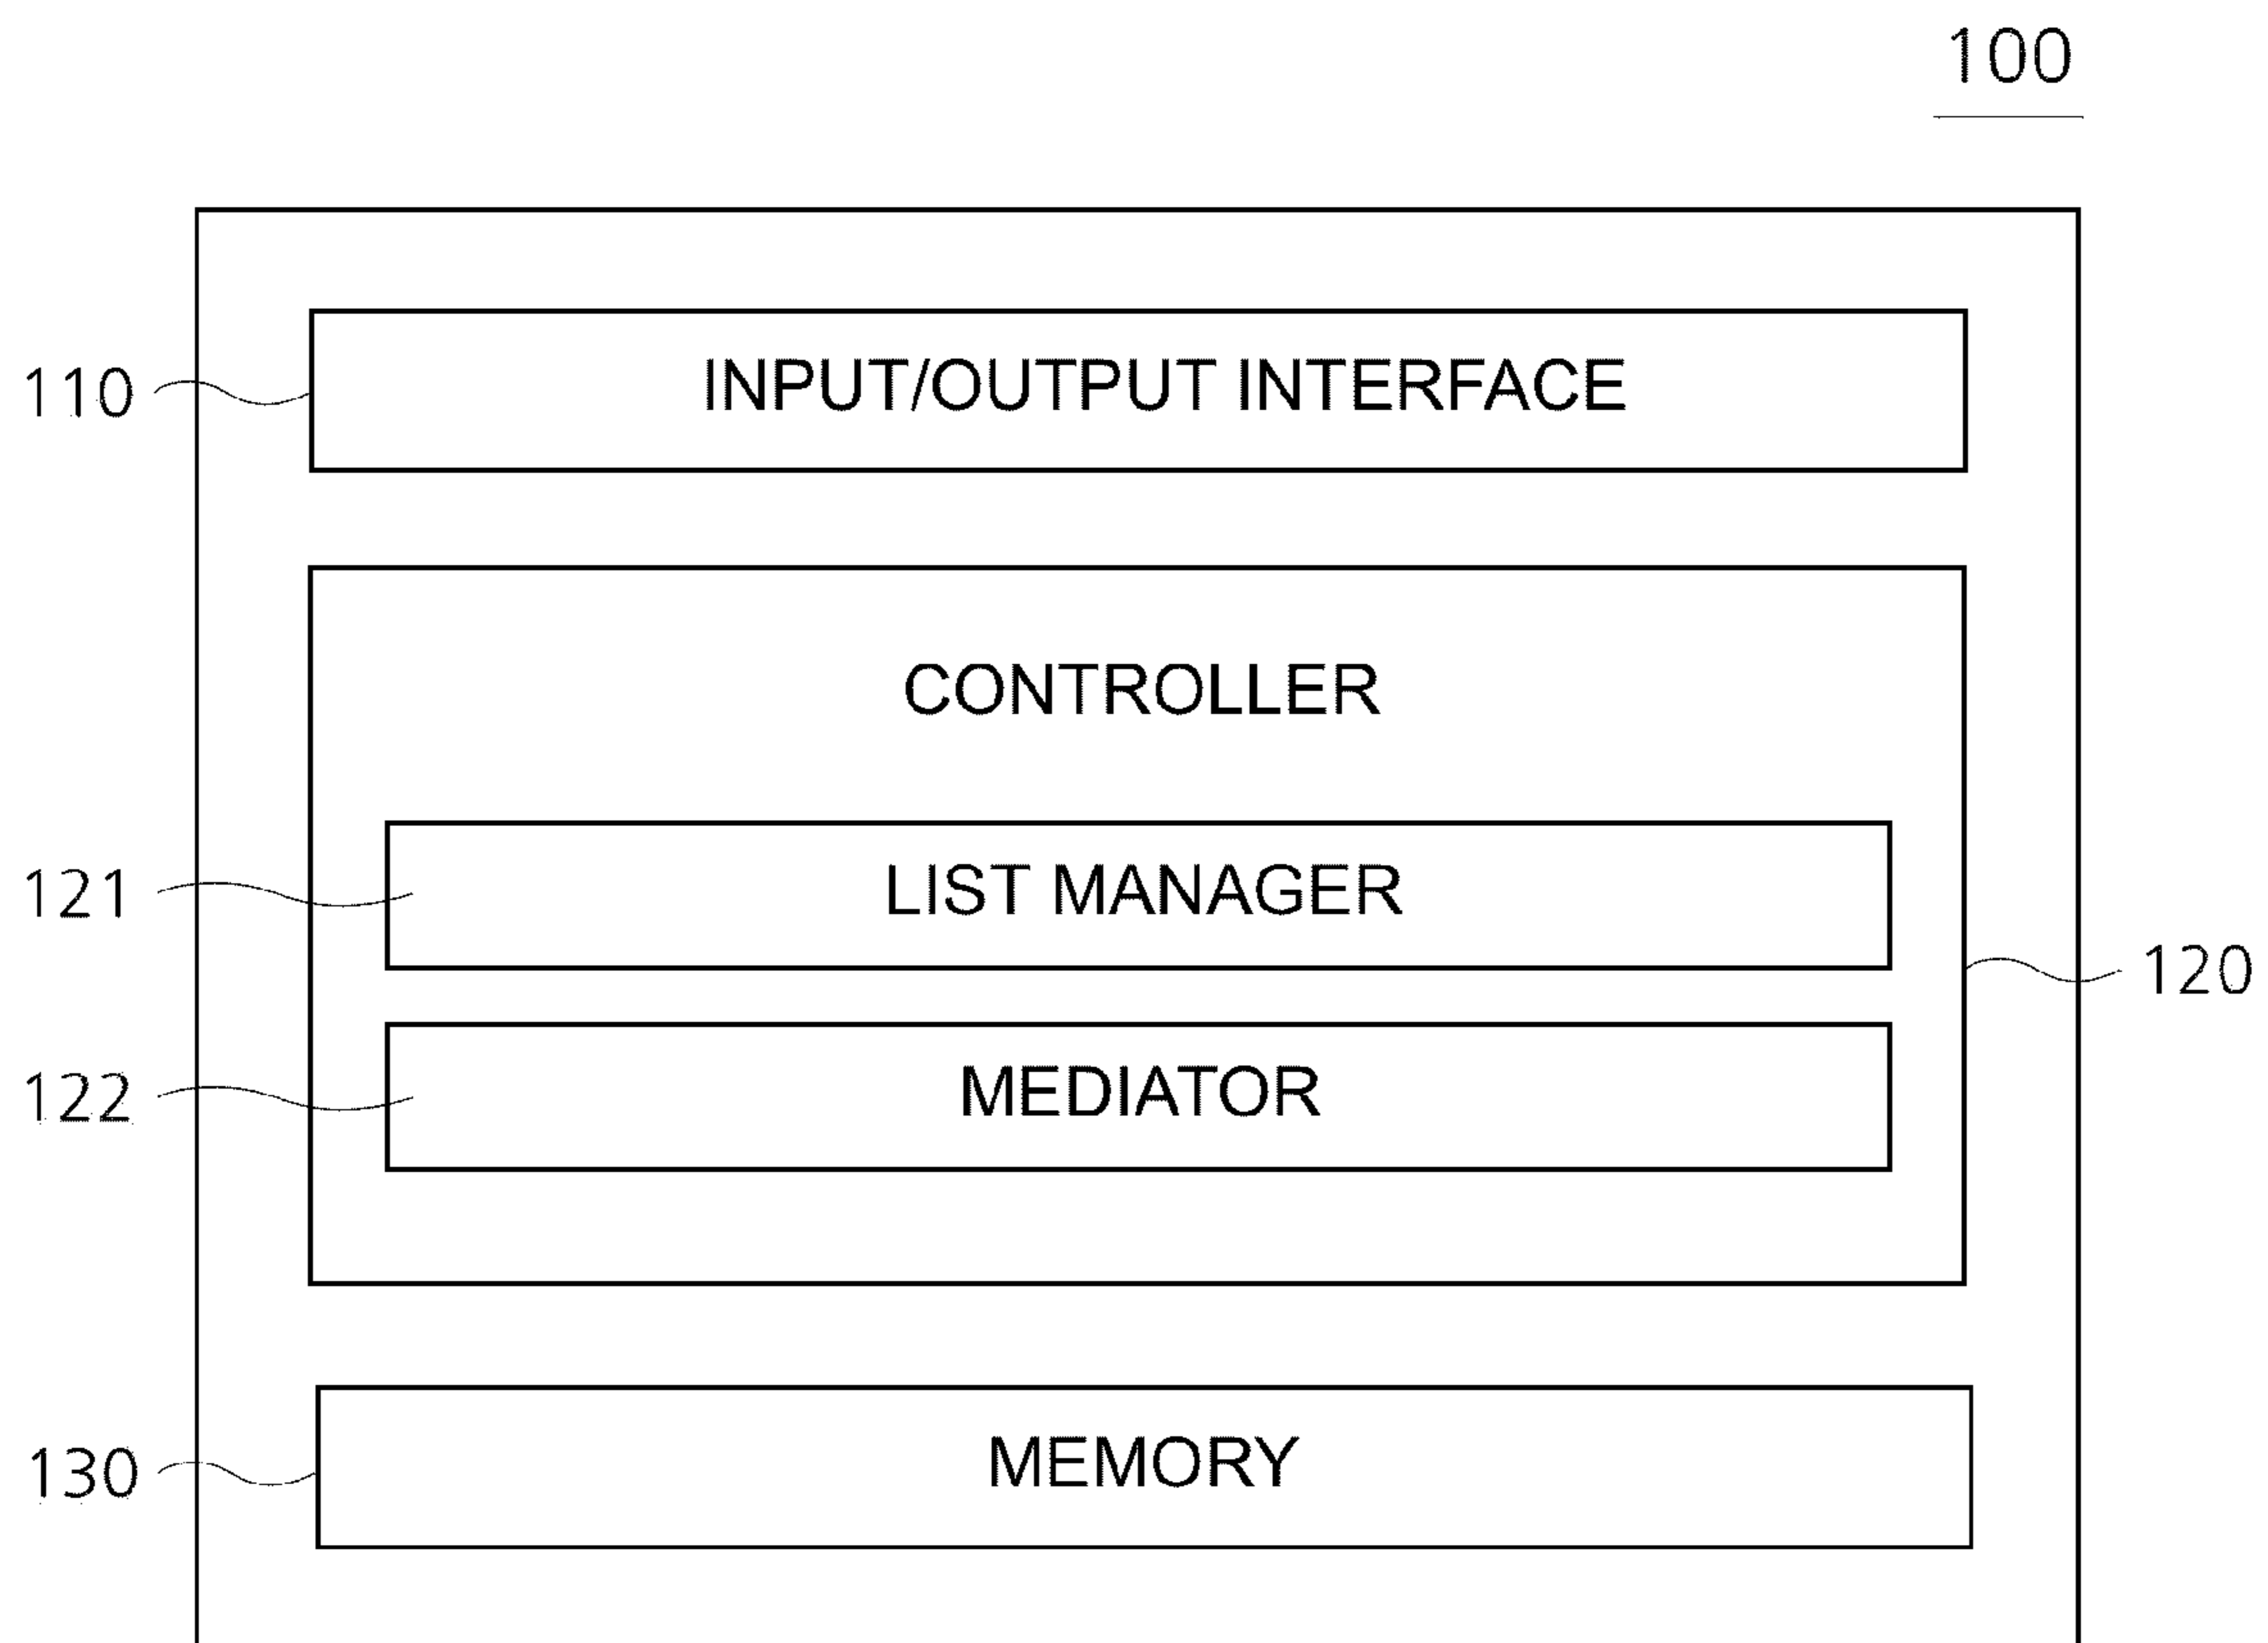 100
110 INPUT/OUTPUT INTERFACE
CONTROLLER
121 LIST MANAGER
120
122 MEDIATOR
130 MEMORY